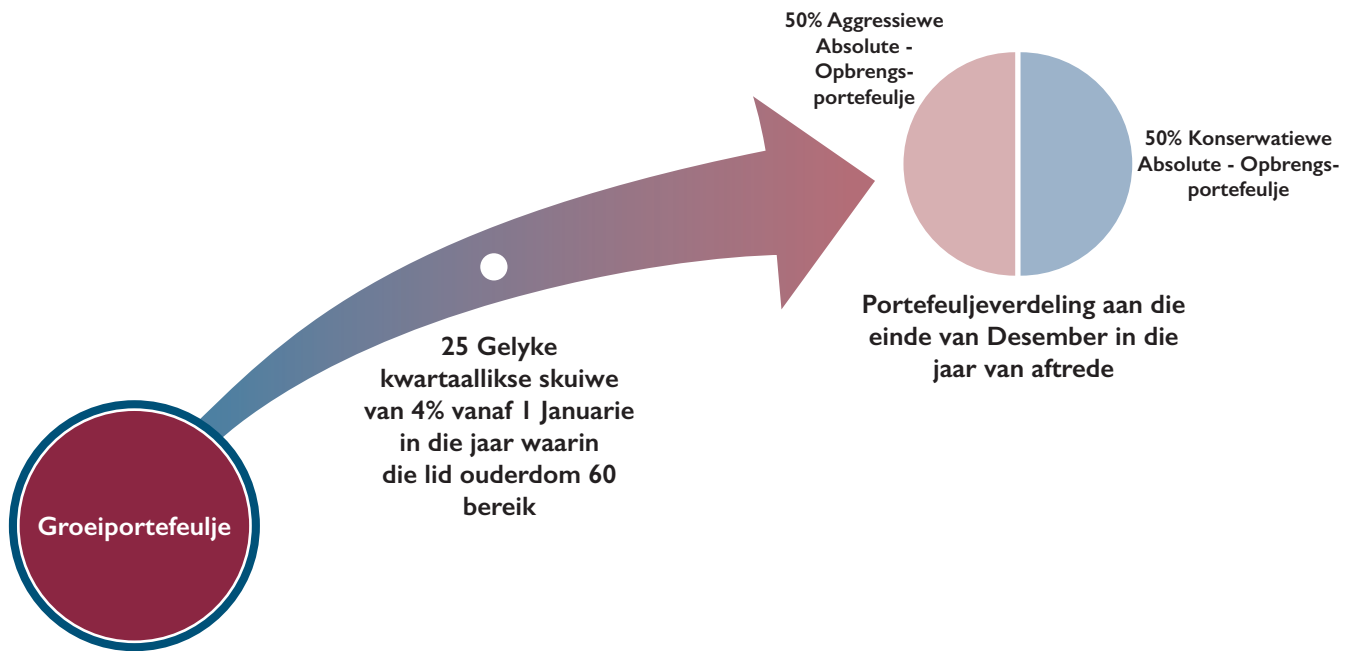 50% Aggressiewe
Absolute -
Opbrengs-
portefeulje
50% Konserwatiewe
Absolute - Opbrengs-
portefeulje
Portefeuljeverdeling aan die
einde van Desember in die
jaar van aftrede
25 Gelyke
kwartaallikse skuiwe
van 4% vanaf 1 Januarie
in die jaar waarin
die lid ouderdom 60
bereik
Groeiportefeulje